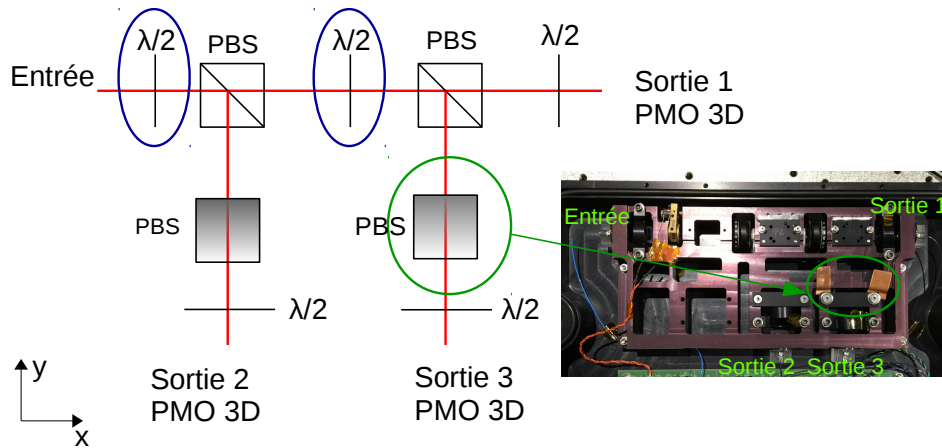 λ/2
PBS
λ/2
PBS
λ/2
Entrée
Sortie 1
PMO 3D
PBS
PBS
λ/2
λ/2
Sortie 2
PMO 3D
Sortie 3
PMO 3D
y
x
Entrée
Sortie 1
Sortie 2
Sortie 3